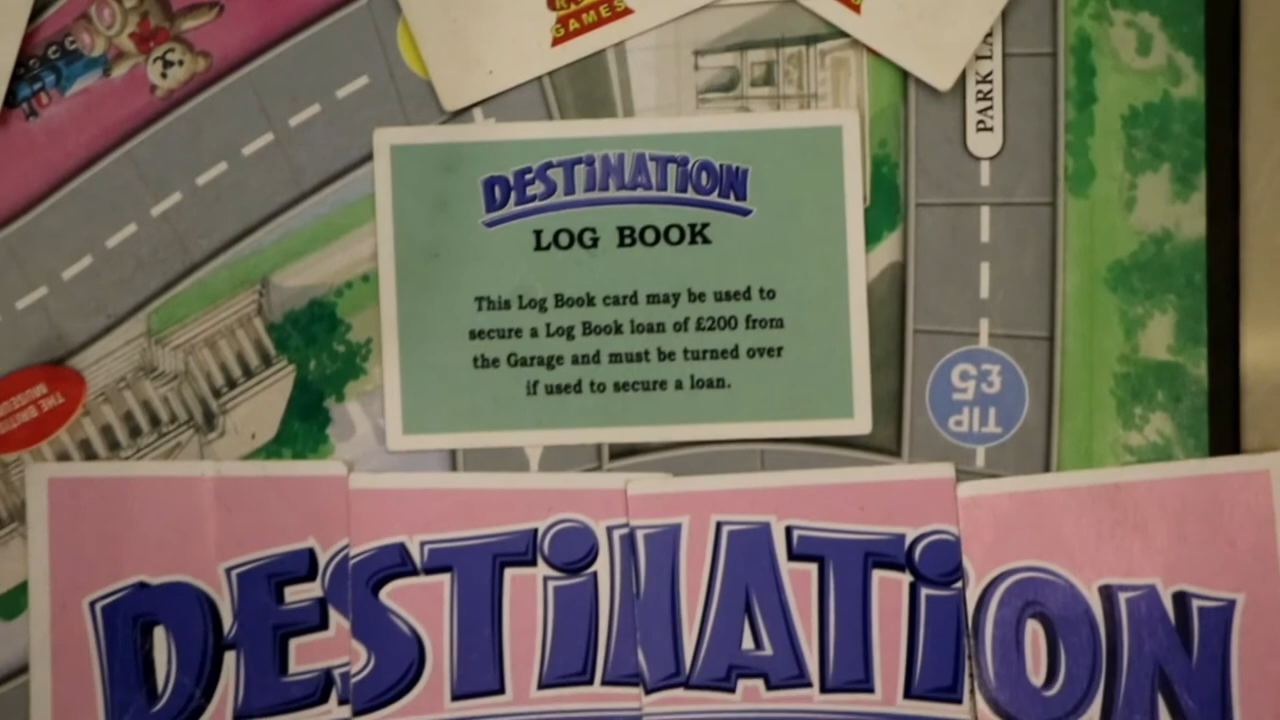 GAMES
PARK LA
DESTiNATiON
LOG BOOK
This Log Book card may be used to
secure a Log Book loan of £200 from
the Garage and must be turned over
if used to secure a loan.
THE BRITISH
MUSEUM
TIP
£5
DESTiNATiON